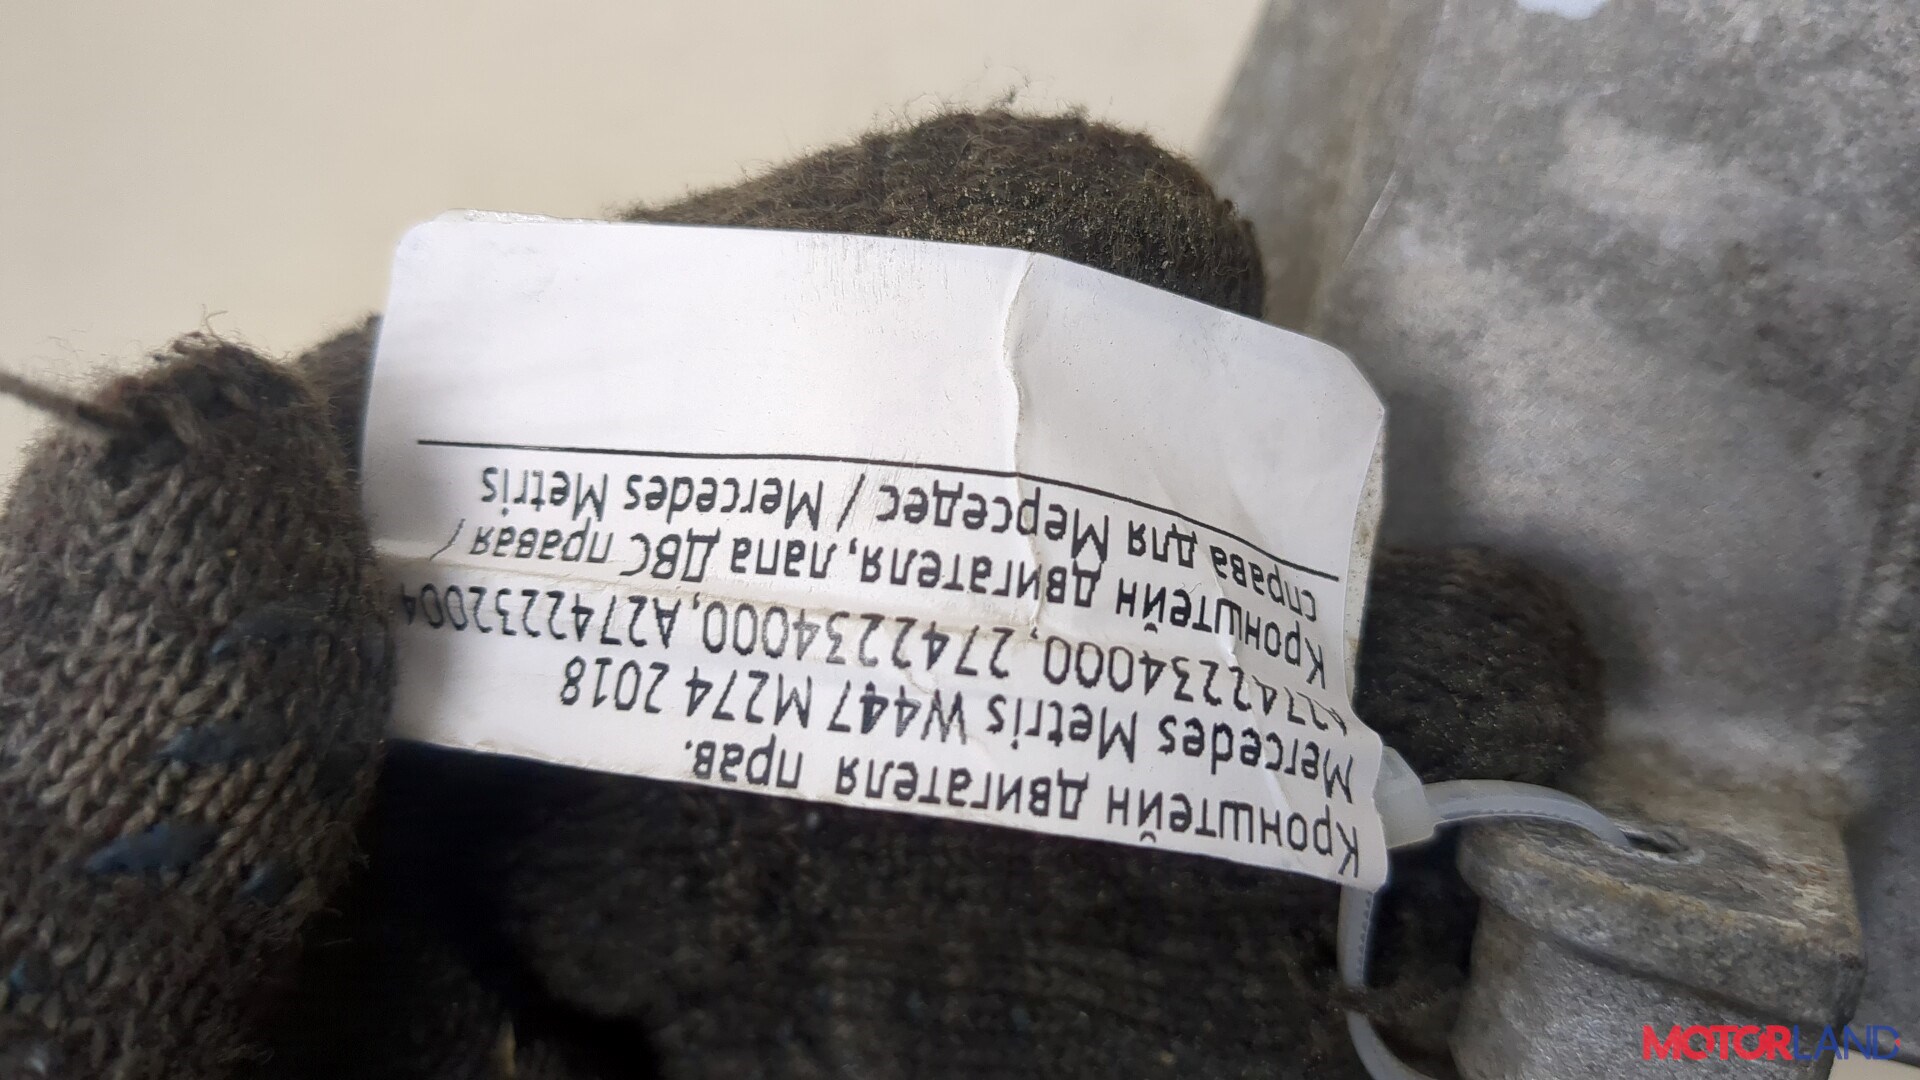 Кронштейн двигателя прав.
Mercedes Metris W447 M274 2018
A2742234000, 2742234000, A2742232004
Кронштейн двигателя, лапа ДВС правая /
справа для Мерседес / Mercedes Metris
MOTORLAND